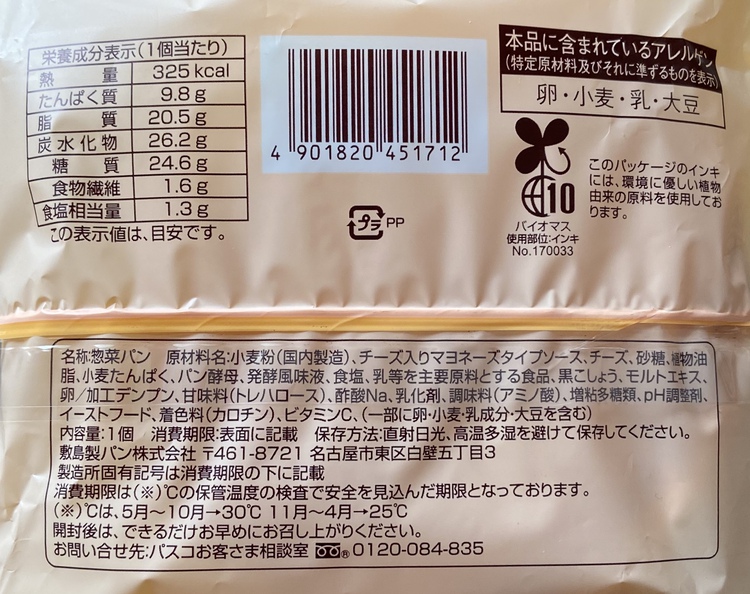 栄養成分表示(1個当たり)
熱量 325kcal
たんぱく質 9.8g
脂質 20.5g
炭水化物 26.2g
糖質 24.6g
食物繊維 1.6g
食塩相当量 1.3g
この表示値は、目安です。
4 901820 451712
プラ PP
本品に含まれているアレルゲン
(特定原材料及びそれに準ずるものを表示)
卵・小麦・乳・大豆
10
バイオマス
使用部位:インキ
No.170033
このパッケージのインキ
には、環境に優しい植物
由来の原料を使用してお
ります。
名称:惣菜パン 原材料名:小麦粉(国内製造)、チーズ入りマヨネーズタイプソース、チーズ、砂糖、植物油
脂、小麦たんぱく、パン酵母、発酵風味液、食塩、乳等を主要原料とする食品、黒こしょう、モルトエキス、
卵/加工デンプン、甘味料(トレハロース)、酢酸Na、乳化剤、調味料(アミノ酸)、増粘多糖類、pH調整剤、
イーストフード、着色料(カロチン)、ビタミンC、(一部に卵・小麦・乳成分・大豆を含む)
内容量:1個 消費期限:表面に記載 保存方法:直射日光、高温多湿を避けて保存してください。
敷島製パン株式会社 〒461-8721 名古屋市東区白壁五丁目3
製造所固有記号は消費期限の下に記載
消費期限は(※)℃の保管温度の検査で安全を見込んだ期限となっております。
(※)℃は、5月〜10月→30℃ 11月〜4月→25℃
開封後は、できるだけお早めにお召し上がりください。
お問い合せ先:パスコお客さま相談室 ® 0120-084-835